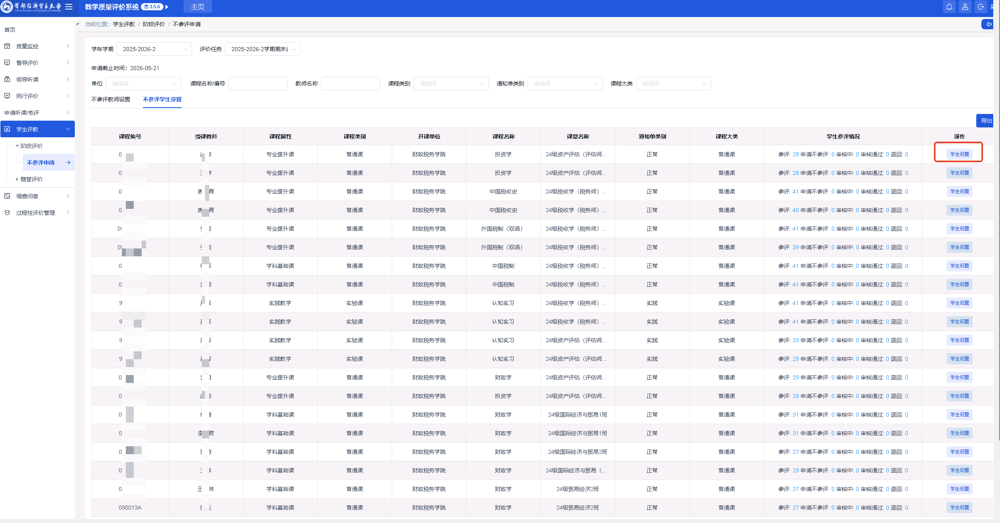 首都经济贸易大学
CAPITAL UNIVERSITY OF ECONOMICS AND BUSINESS
教学质量评价系统 3.5.6 主页
当前位置： 学生评教 / 阶段评价 / 不参评申请
首页
质量监控
督导评价
领导听课
同行评价
申请听课/免评
学生评教
阶段评价
不参评申请
随堂评价
调查问卷
过程性评价管理
学年学期 2025-2026-2 评价任务 2025-2026-2学期期末
申请截止时间：2026-05-21
单位 请选择 课程名称/编号 教师名称 课程类别 请选择 通知单类别 请选择 课程大类 请选择
不参评教师设置 不参评学生设置
导出
课程编号 授课教师 课程属性 课程类别 开课单位 课程名称 课堂名称 通知单类别 课程大类 学生参评情况 操作
0 专业提升课 普通课 财政税务学院 投资学 24级资产评估（评估师... 正常 普通课 参评: 28 申请不参评: 0 审核中: 0 审核通过: 0 退回: 0 学生设置
0 专业提升课 普通课 财政税务学院 投资学 24级资产评估（评估师... 正常 普通课 参评: 28 申请不参评: 0 审核中: 0 审核通过: 0 退回: 0 学生设置
0 唐 青 专业提升课 普通课 财政税务学院 中国税收史 24级税收学（税务师）... 正常 普通课 参评: 41 申请不参评: 0 审核中: 0 审核通过: 0 退回: 0 学生设置
0 唐 青 专业提升课 普通课 财政税务学院 中国税收史 24级税收学（税务师）... 正常 普通课 参评: 40 申请不参评: 0 审核中: 0 审核通过: 0 退回: 0 学生设置
09 专业提升课 普通课 财政税务学院 外国税制（双语） 24级税收学（税务师）... 正常 普通课 参评: 41 申请不参评: 0 审核中: 0 审核通过: 0 退回: 0 学生设置
09 专业提升课 普通课 财政税务学院 外国税制（双语） 24级税收学（税务师）... 正常 普通课 参评: 39 申请不参评: 0 审核中: 0 审核通过: 0 退回: 0 学生设置
0 学科基础课 普通课 财政税务学院 中国税制 24级税收学（税务师）... 正常 普通课 参评: 41 申请不参评: 0 审核中: 0 审核通过: 0 退回: 0 学生设置
0 学科基础课 普通课 财政税务学院 中国税制 24级税收学（税务师）... 正常 普通课 参评: 41 申请不参评: 0 审核中: 0 审核通过: 0 退回: 0 学生设置
9 实践教学 实验课 财政税务学院 认知实习 24级税收学（税务师）... 实践 实验课 参评: 41 申请不参评: 0 审核中: 0 审核通过: 0 退回: 0 学生设置
9 实践教学 实验课 财政税务学院 认知实习 24级税收学（税务师）... 实践 实验课 参评: 41 申请不参评: 0 审核中: 0 审核通过: 0 退回: 0 学生设置
9 实践教学 实验课 财政税务学院 认知实习 24级资产评估（评估师... 实践 实验课 参评: 29 申请不参评: 0 审核中: 0 审核通过: 0 退回: 0 学生设置
9 实践教学 实验课 财政税务学院 认知实习 24级资产评估（评估师... 实践 实验课 参评: 29 申请不参评: 0 审核中: 0 审核通过: 0 退回: 0 学生设置
0 专业提升课 普通课 财政税务学院 财政学 24级资产评估（评估师... 正常 普通课 参评: 29 申请不参评: 0 审核中: 0 审核通过: 0 退回: 0 学生设置
0 专业提升课 普通课 财政税务学院 投资学 24级资产评估（评估师... 正常 普通课 参评: 29 申请不参评: 0 审核中: 0 审核通过: 0 退回: 0 学生设置
0 学科基础课 普通课 财政税务学院 财政学 24级国际经济与贸易1班 正常 普通课 参评: 31 申请不参评: 0 审核中: 0 审核通过: 0 退回: 0 学生设置
0 李 君 学科基础课 普通课 财政税务学院 财政学 24级国际经济与贸易1班 正常 普通课 参评: 31 申请不参评: 0 审核中: 0 审核通过: 0 退回: 0 学生设置
0 学科基础课 普通课 财政税务学院 财政学 24级国际经济与贸易2班 正常 普通课 参评: 27 申请不参评: 0 审核中: 0 审核通过: 0 退回: 0 学生设置
0 学科基础课 普通课 财政税务学院 财政学 24级国际经济与贸易（... 正常 普通课 参评: 29 申请不参评: 0 审核中: 0 审核通过: 0 退回: 0 学生设置
0 王 林 学科基础课 普通课 财政税务学院 财政学 24级贸易经济2班 正常 普通课 参评: 27 申请不参评: 0 审核中: 0 审核通过: 0 退回: 0 学生设置
090013A 学科基础课 普通课 财政税务学院 财政学 24级贸易经济2班 正常 普通课 参评: 27 申请不参评: 0 审核中: 0 审核通过: 0 退回: 0 学生设置